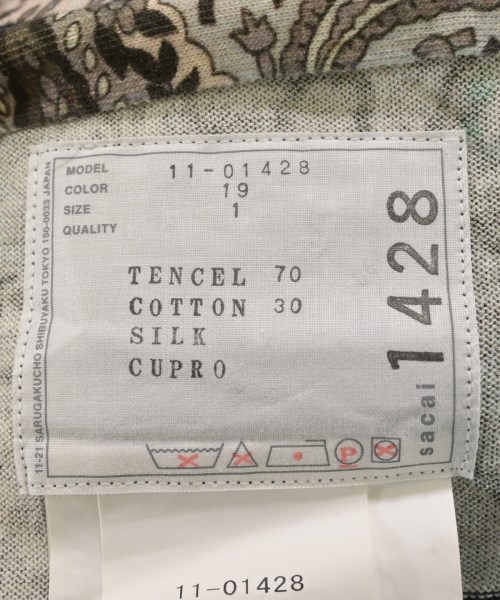 MODEL 11-01428
COLOR 19
SIZE 1
QUALITY
TENCEL 70
COTTON 30
SILK
CUPRO
P
sacai 1428
11-21 SARUGAKUCHO SHIBUYAKU TOKYO 150-0033 JAPAN
11-01428